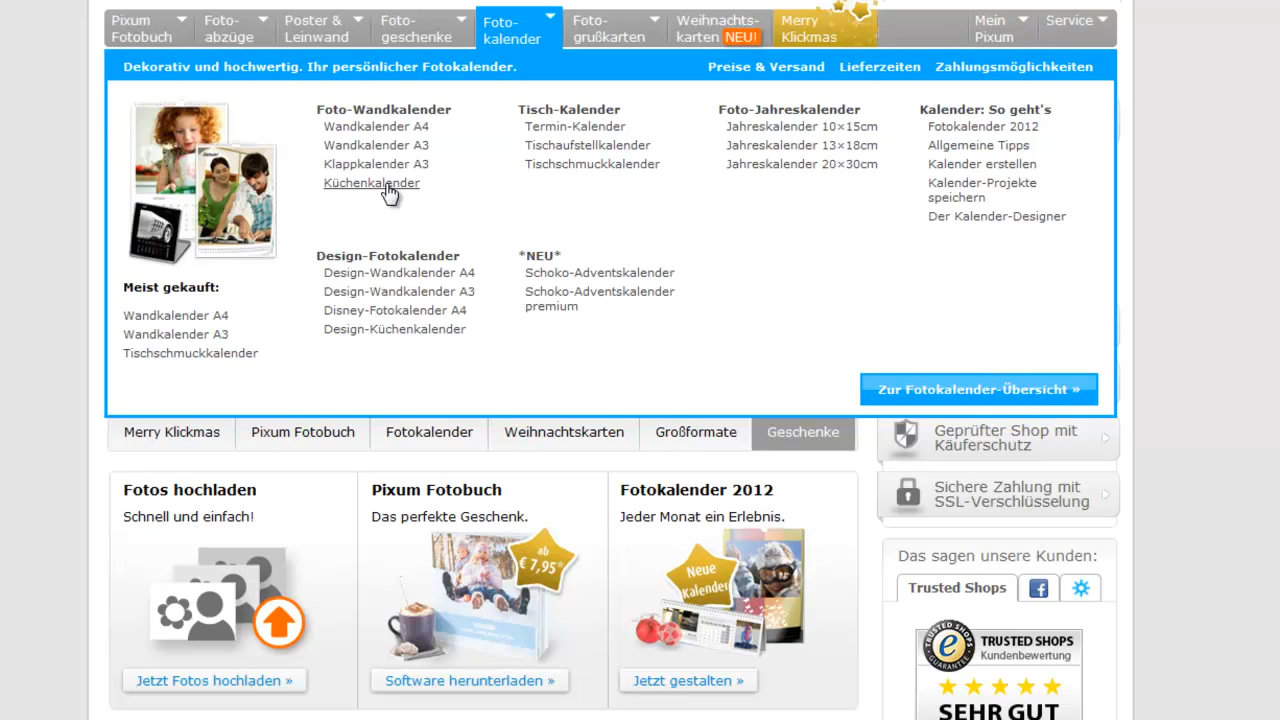 Pixum
Fotobuch
Foto-
abzüge
Poster &
Leinwand
Foto-
geschenke
Foto-
kalender
Foto-
grußkarten
Weihnachts-
karten NEU!
Merry
Klickmas
Mein
Pixum
Service
Dekorativ und hochwertig. Ihr persönlicher Fotokalender.
Preise & Versand
Lieferzeiten
Zahlungsmöglichkeiten
Meist gekauft:
Wandkalender A4
Wandkalender A3
Tischschmuckkalender
Foto-Wandkalender
Wandkalender A4
Wandkalender A3
Klappkalender A3
Küchenkalender
Tisch-Kalender
Termin-Kalender
Tischaufstellkalender
Tischschmuckkalender
Foto-Jahreskalender
Jahreskalender 10×15cm
Jahreskalender 13×18cm
Jahreskalender 20×30cm
Kalender: So geht's
Fotokalender 2012
Allgemeine Tipps
Kalender erstellen
Kalender-Projekte
speichern
Der Kalender-Designer
Design-Fotokalender
Design-Wandkalender A4
Design-Wandkalender A3
Disney-Fotokalender A4
Design-Küchenkalender
*NEU*
Schoko-Adventskalender
Schoko-Adventskalender
premium
Zur Fotokalender-Übersicht »
Merry Klickmas
Pixum Fotobuch
Fotokalender
Weihnachtskarten
Großformate
Geschenke
Geprüfter Shop mit
Käuferschutz
Sichere Zahlung mit
SSL-Verschlüsselung
Fotos hochladen
Schnell und einfach!
Jetzt Fotos hochladen »
Pixum Fotobuch
Das perfekte Geschenk.
ab
€ 7,95*
Software herunterladen »
Fotokalender 2012
Jeder Monat ein Erlebnis.
Neue
Kalender
Jetzt gestalten »
Das sagen unsere Kunden:
Trusted Shops
TRUSTED SHOPS
Kundenbewertung
SEHR GUT